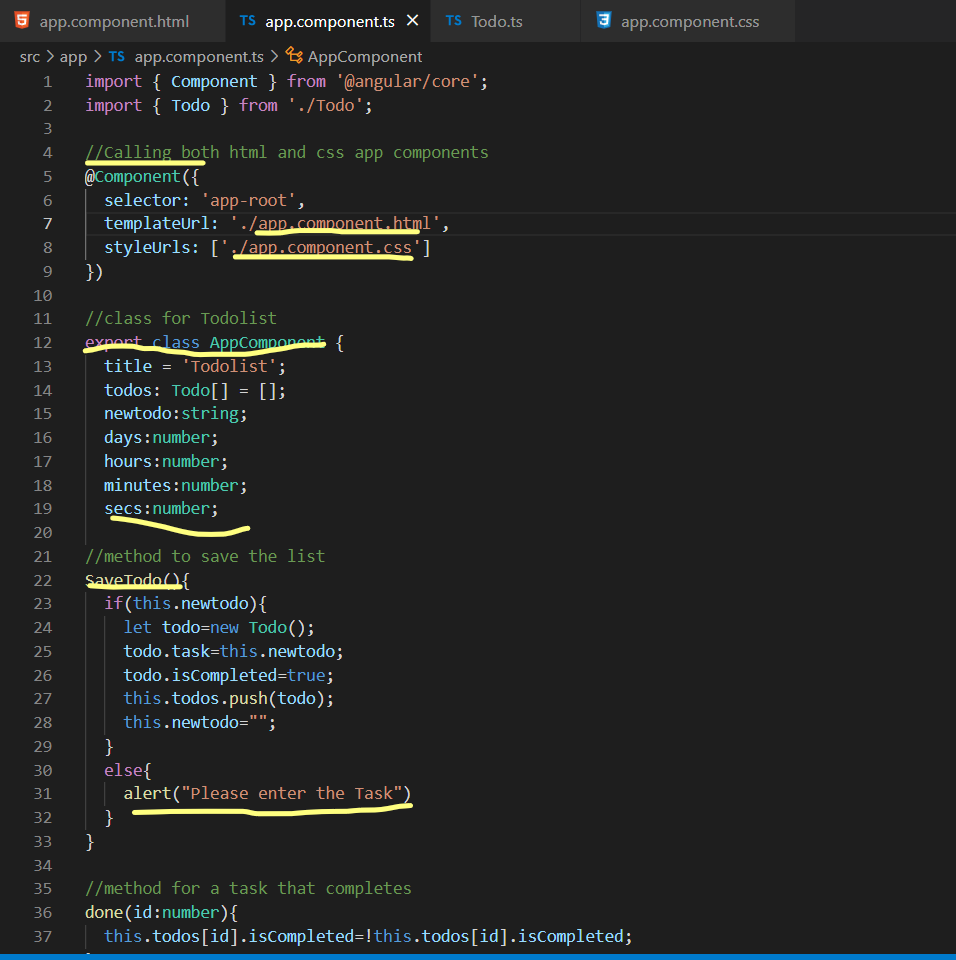 app.component.html
TS app.component.ts ×
TS Todo.ts
app.component.css
src > app > TS app.component.ts > AppComponent
1 import { Component } from '@angular/core';
2 import { Todo } from './Todo';
3
4 //Calling both html and css app components
5 @Component({
6   selector: 'app-root',
7   templateUrl: './app.component.html',
8   styleUrls: ['./app.component.css']
9 })
10
11 //class for Todolist
12 export class AppComponent {
13   title = 'Todolist';
14   todos: Todo[] = [];
15   newtodo:string;
16   days:number;
17   hours:number;
18   minutes:number;
19   secs:number;
20
21 //method to save the list
22 SaveTodo(){
23   if(this.newtodo){
24     let todo=new Todo();
25     todo.task=this.newtodo;
26     todo.isCompleted=true;
27     this.todos.push(todo);
28     this.newtodo="";
29   }
30   else{
31     alert("Please enter the Task")
32   }
33 }
34
35 //method for a task that completes
36 done(id:number){
37   this.todos[id].isCompleted=!this.todos[id].isCompleted;